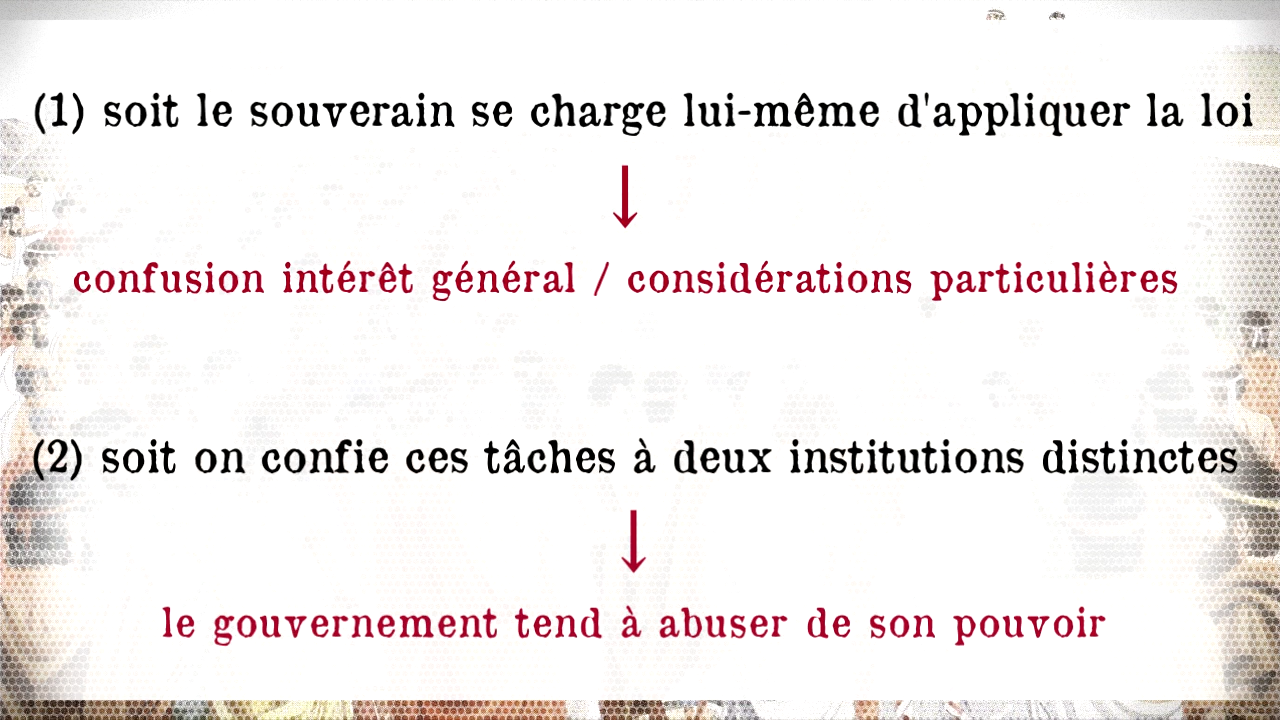 (1) soit le souverain se charge lui-même d'appliquer la loi
↓
confusion intérêt général / considérations particulières
(2) soit on confie ces tâches à deux institutions distinctes
↓
le gouvernement tend à abuser de son pouvoir